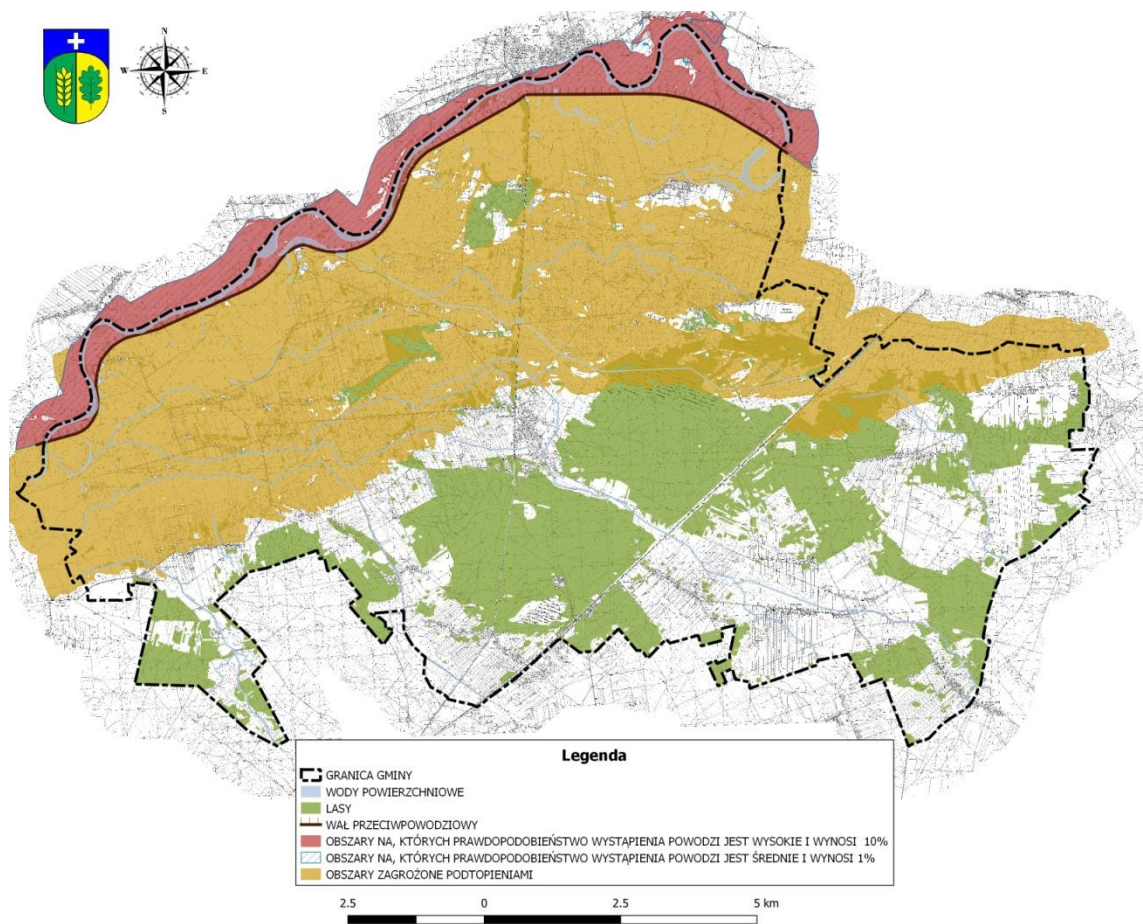 N
W E
S
Legenda
GRANICA GMINY
WODY POWIERZCHNIOWE
LASY
WAŁ PRZECIWPOWODZIOWY
OBSZARY NA, KTÓRYCH PRAWDOPODOBIEŃSTWO WYSTĄPIENIA POWODZI JEST WYSOKIE I WYNOSI 10%
OBSZARY NA, KTÓRYCH PRAWDOPODOBIEŃSTWO WYSTĄPIENIA POWODZI JEST ŚREDNIE I WYNOSI 1%
OBSZARY ZAGROŻONE PODTOPIENIAMI
2.5 0 2.5 5 km